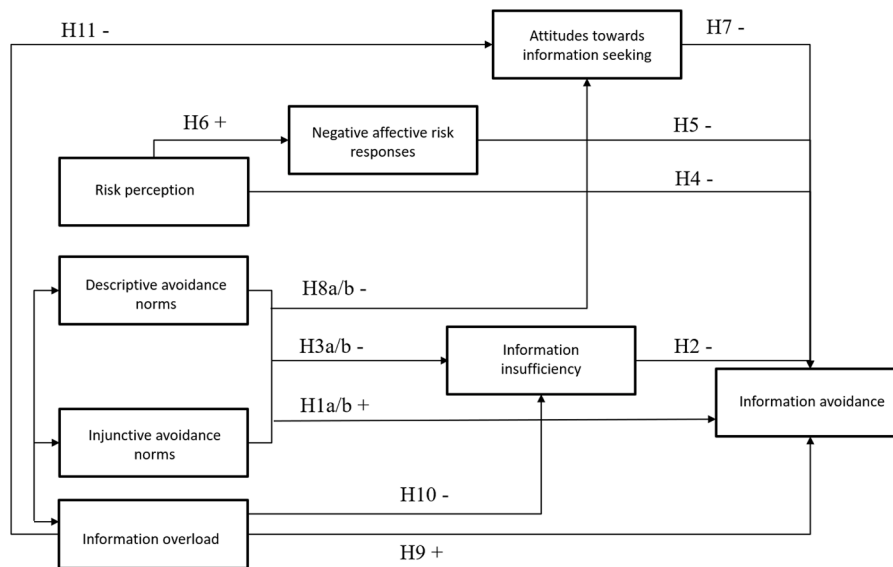 H11 -
Attitudes towards
information seeking
H7 -
H6 +
Negative affective risk
responses
H5 -
Risk perception
H4 -
Descriptive avoidance
norms
H8a/b -
H3a/b -
Information
insufficiency
H2 -
H1a/b +
Information avoidance
Injunctive avoidance
norms
H10 -
Information overload
H9 +